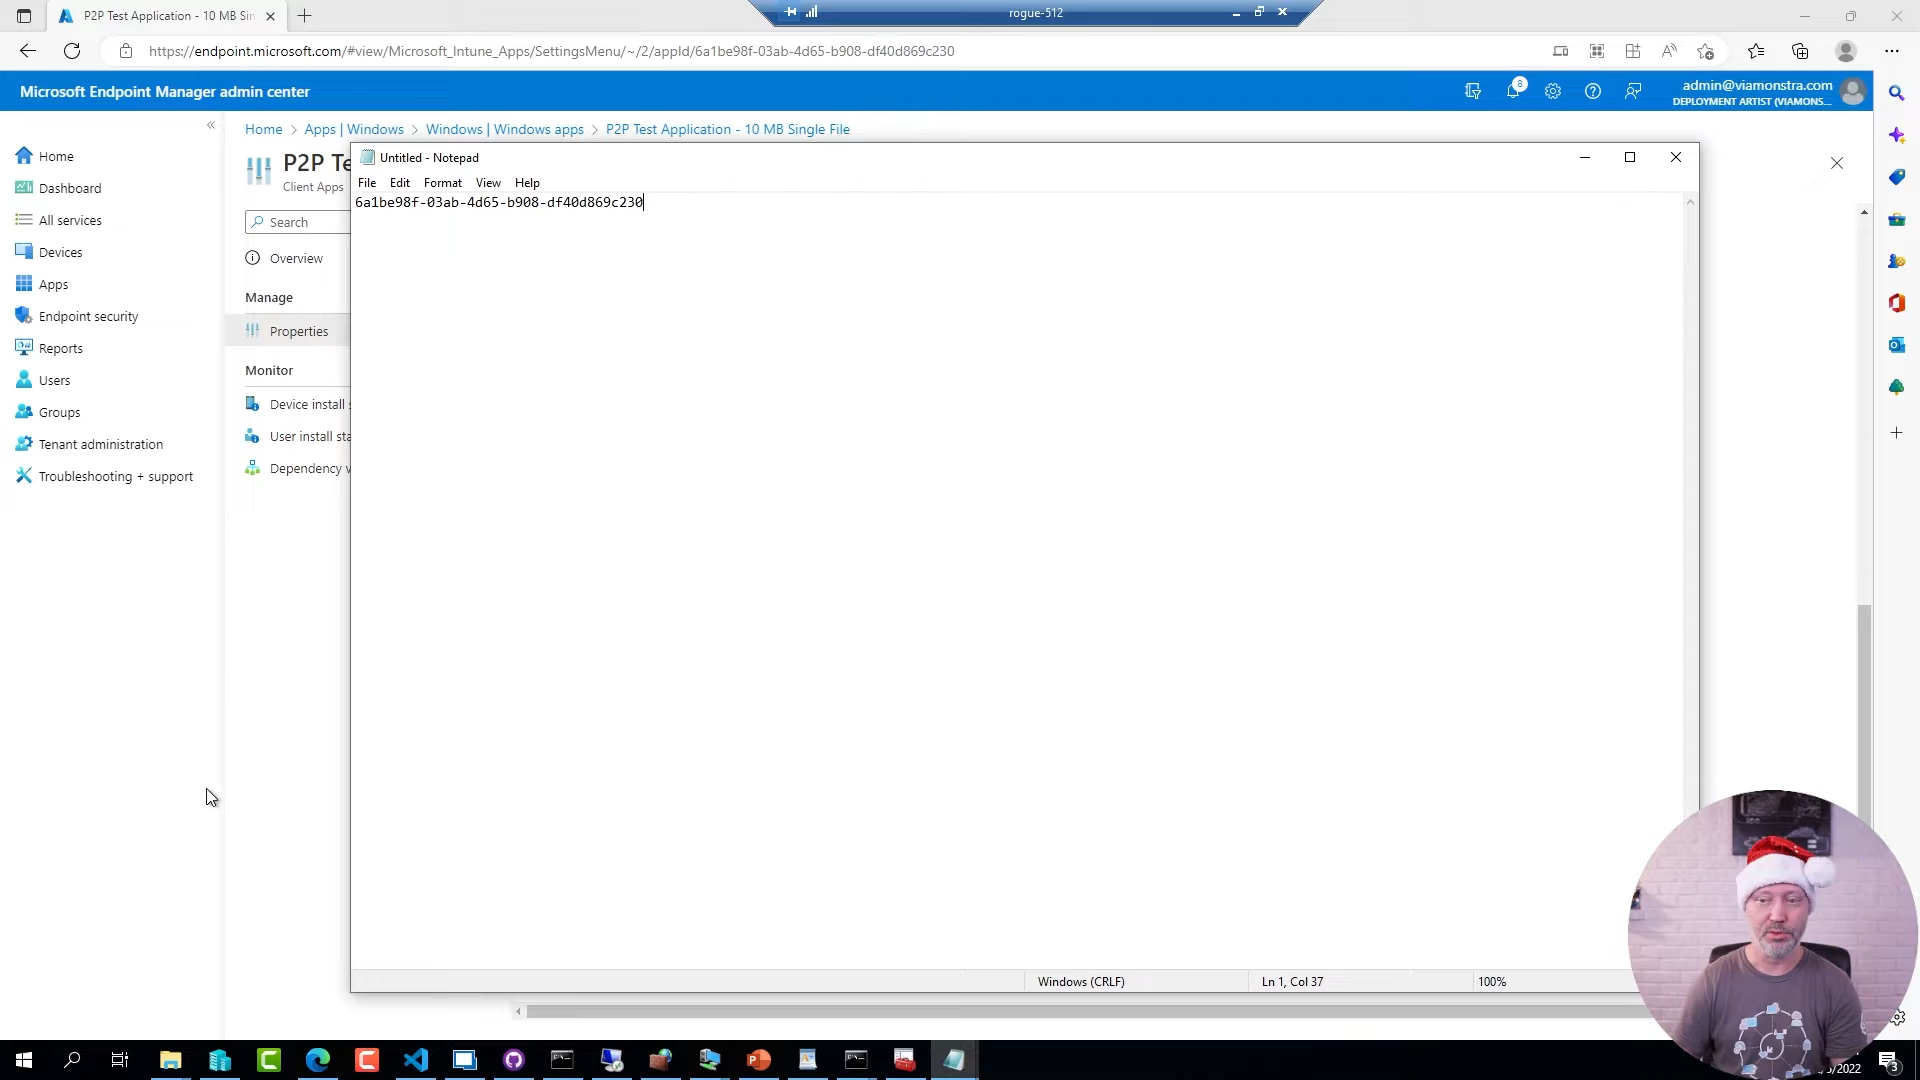 P2P Test Application - 10 MB Sin
rogue-512
https://endpoint.microsoft.com/#view/Microsoft_Intune_Apps/SettingsMenu/~/2/appId/6a1be98f-03ab-4d65-b908-df40d869c230
Microsoft Endpoint Manager admin center
8
admin@viamonstra.com
DEPLOYMENT ARTIST (VIAMONS...
Home > Apps | Windows > Windows | Windows apps > P2P Test Application - 10 MB Single File
P2P Te
Client Apps
Search
Overview
Manage
Properties
Monitor
Device install s
User install sta
Dependency v
Home
Dashboard
All services
Devices
Apps
Endpoint security
Reports
Users
Groups
Tenant administration
Troubleshooting + support
Untitled - Notepad
File Edit Format View Help
6a1be98f-03ab-4d65-b908-df40d869c230
Windows (CRLF) Ln 1, Col 37 100%
/2022
3